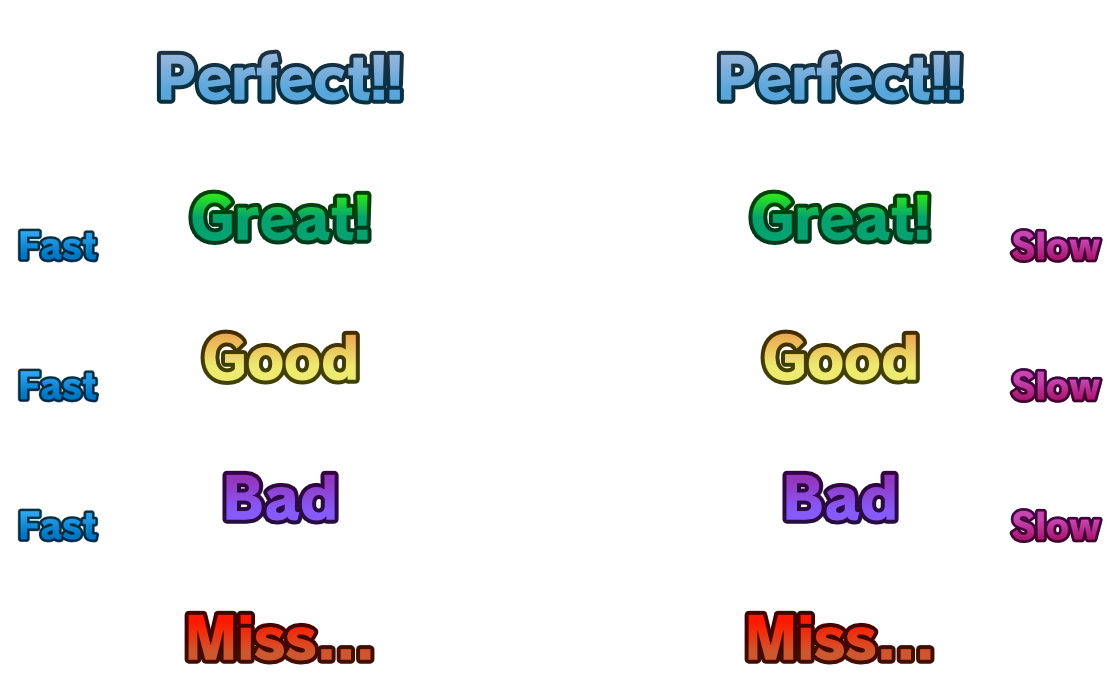 Perfect!! Perfect!!
Great! Great!
Fast Slow
Good Good
Fast Slow
Bad Bad
Fast Slow
Miss... Miss...